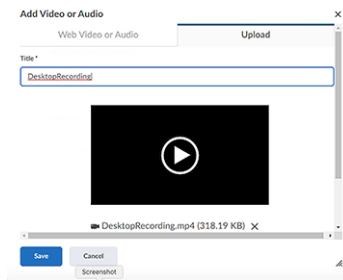 Add Video or Audio ×
Web Video or Audio Upload
Title *
DesktopRecording
DesktopRecording.mp4 (318.19 KB) ×
Save Cancel
Screenshot